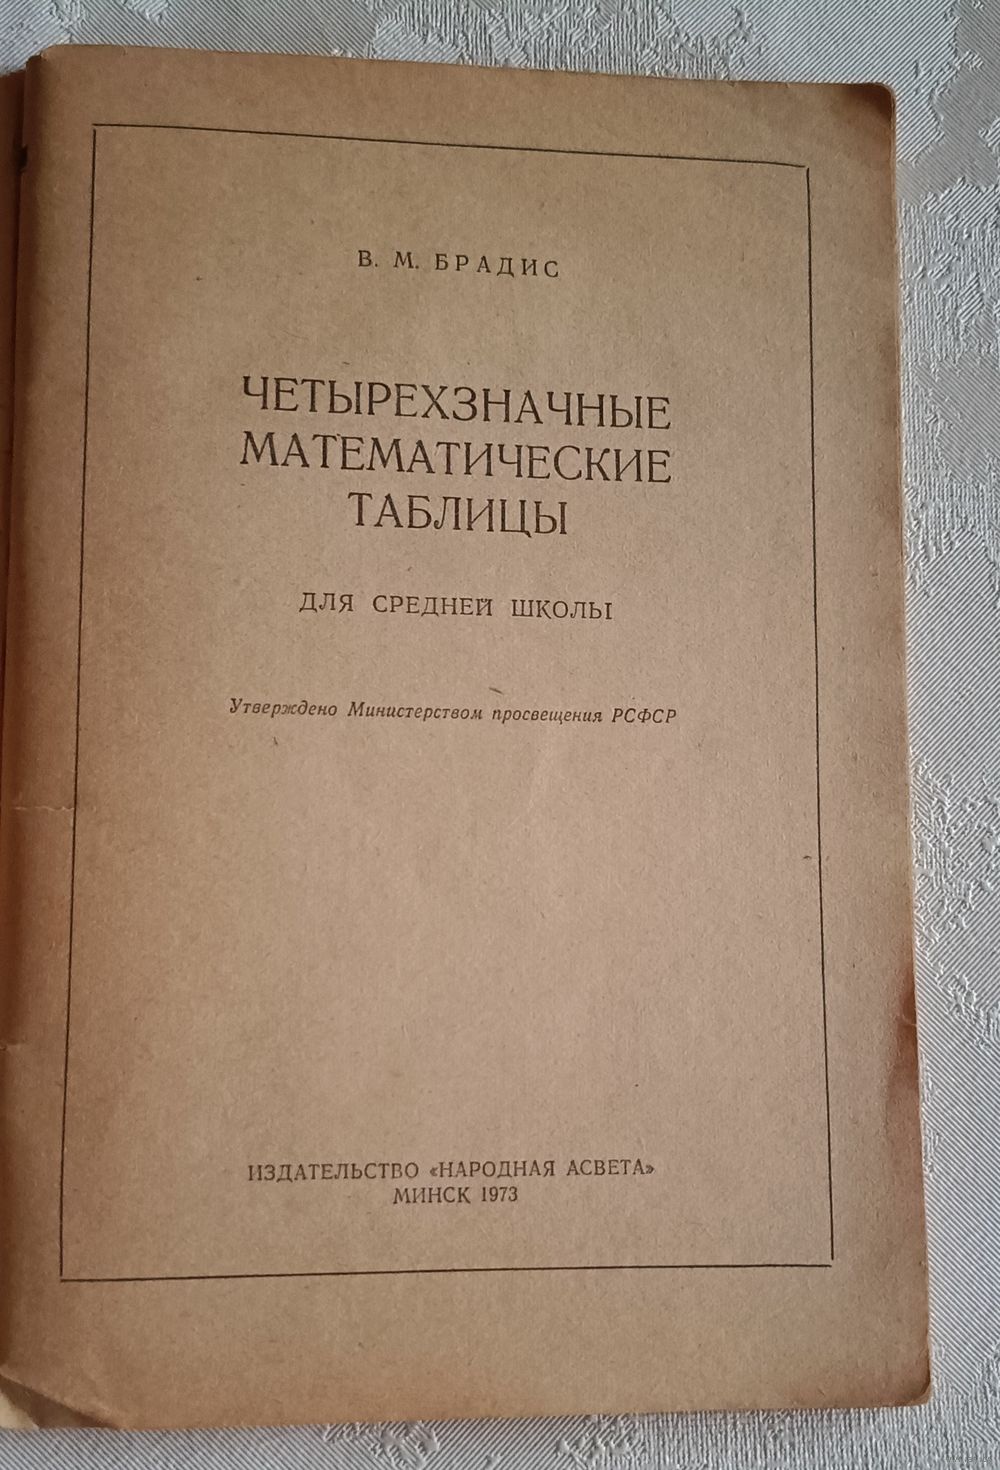 В. М. БРАДИС
ЧЕТЫРЕХЗНАЧНЫЕ
МАТЕМАТИЧЕСКИЕ
ТАБЛИЦЫ
ДЛЯ СРЕДНЕЙ ШКОЛЫ
Утверждено Министерством просвещения РСФСР
ИЗДАТЕЛЬСТВО «НАРОДНАЯ АСВЕТА»
МИНСК 1973